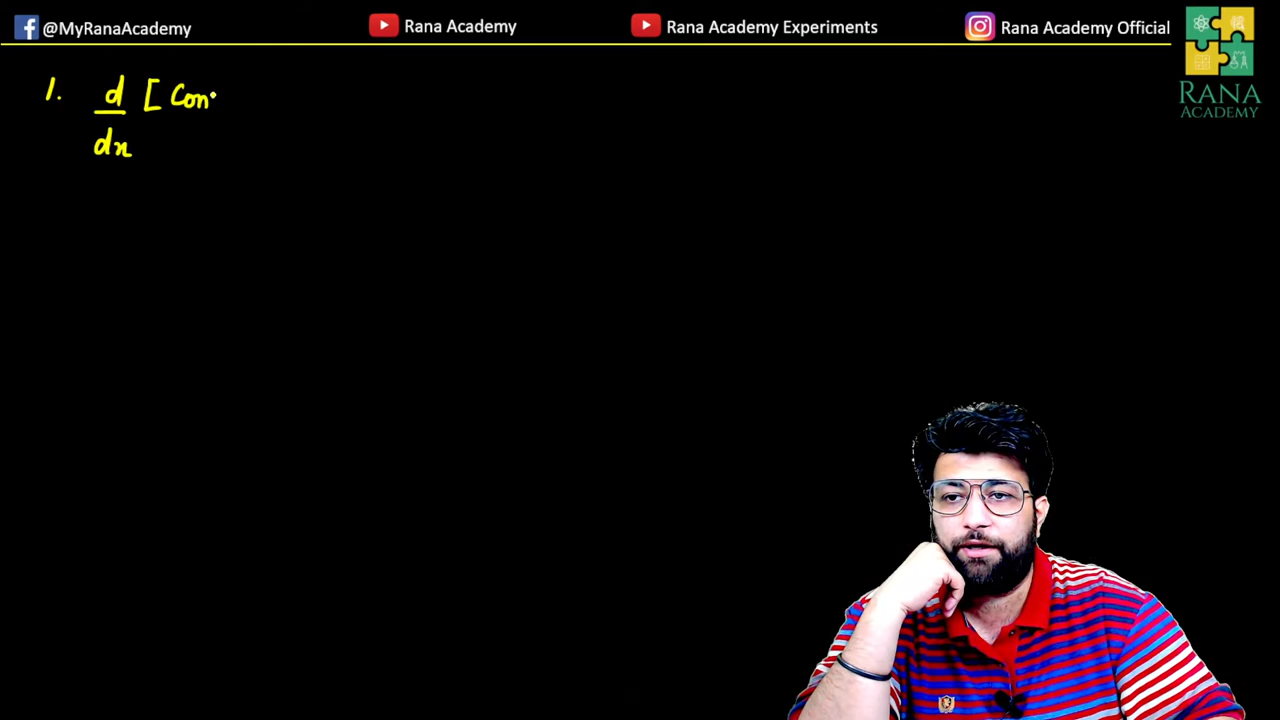 @MyRanaAcademy
Rana Academy
Rana Academy Experiments
Rana Academy Official
RANA
ACADEMY
1. d [ Con
dx